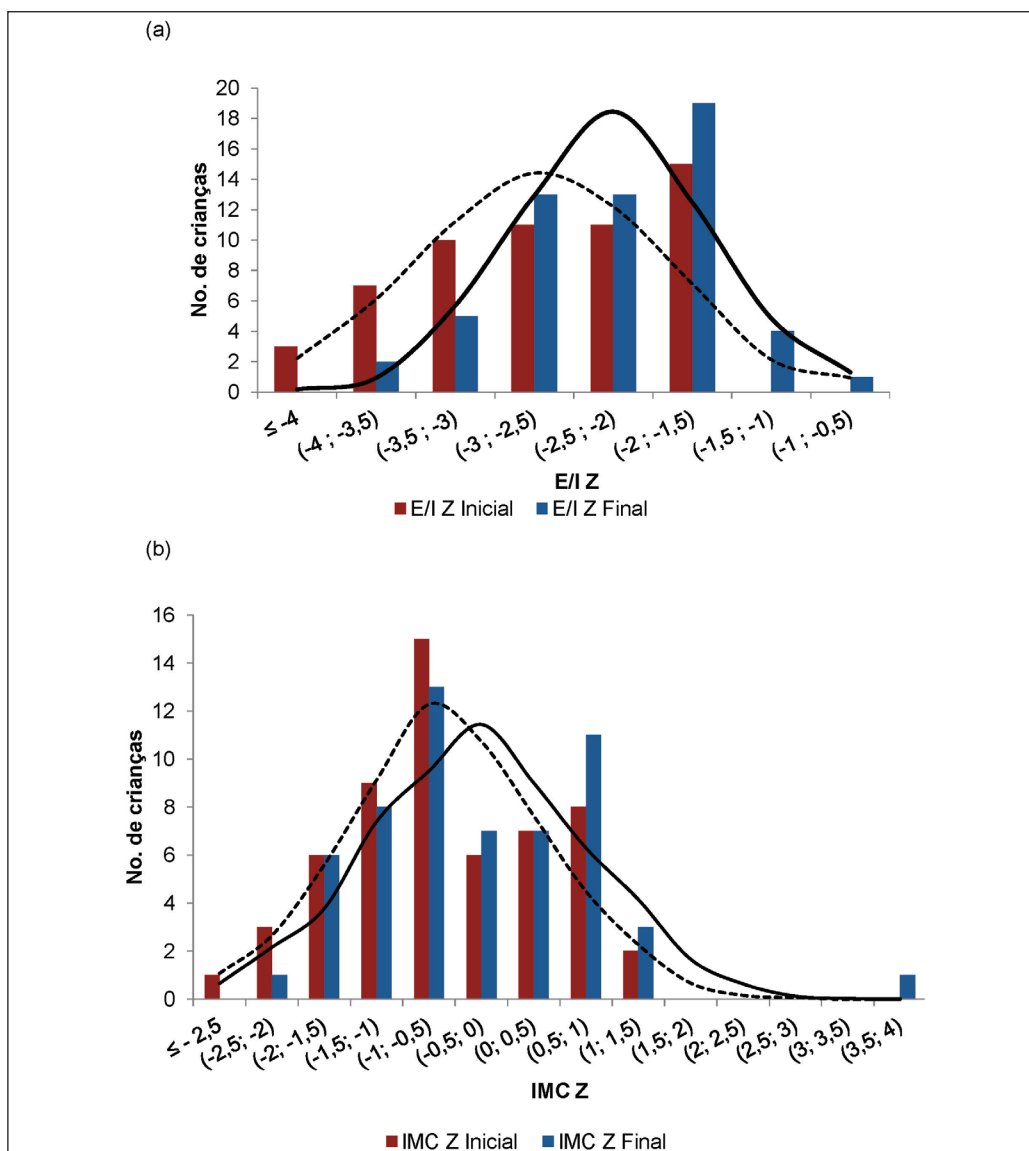 (a)
No. de crianças
20
18
16
14
12
10
8
6
4
2
0
≤ -4
(-4 ; -3,5)
(-3,5 ; -3)
(-3 ; -2,5)
(-2,5 ; -2)
(-2 ; -1,5)
(-1,5 ; -1)
(-1 ; -0,5)
E/I Z
E/I Z Inicial E/I Z Final
(b)
No. de crianças
16
14
12
10
8
6
4
2
0
≤ - 2,5
(-2,5; -2)
(-2; -1,5)
(-1,5; -1)
(-1; -0,5)
(-0,5; 0)
(0; 0,5)
(0,5; 1)
(1; 1,5)
(1,5; 2)
(2; 2,5)
(2,5; 3)
(3; 3,5)
(3,5; 4)
IMC Z
IMC Z Inicial IMC Z Final